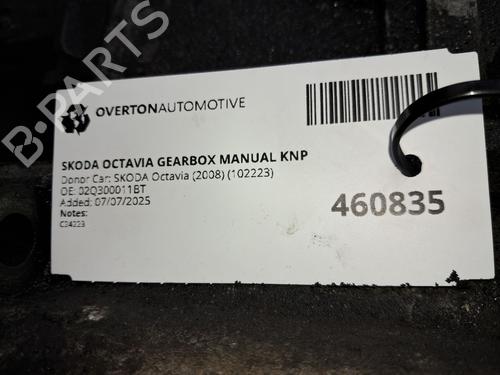 OVERTONAUTOMOTIVE
SKODA OCTAVIA GEARBOX MANUAL KNP
Donor Car: SKODA Octavia (2008) (102223)
OE: 02Q300011BT
Added: 07/07/2025
Notes:
C34223
460835
B-PARTS